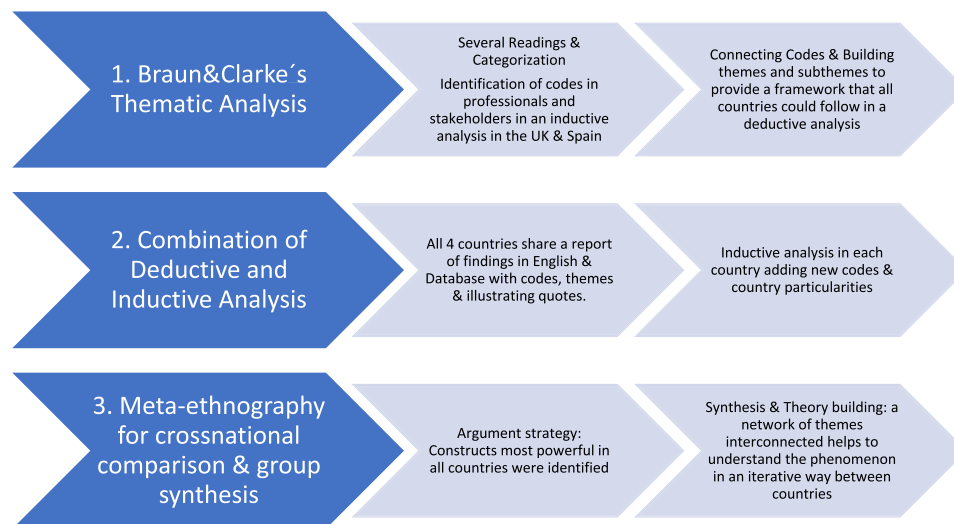 1. Braun&Clarke´s
Thematic Analysis
Several Readings &
Categorization
Identification of codes in
professionals and
stakeholders in an inductive
analysis in the UK & Spain
Connecting Codes & Building
themes and subthemes to
provide a framework that all
countries could follow in a
deductive analysis
2. Combination of
Deductive and
Inductive Analysis
All 4 countries share a report
of findings in English &
Database with codes, themes
& illustrating quotes.
Inductive analysis in each
country adding new codes &
country particularities
3. Meta-ethnography
for crossnational
comparison & group
synthesis
Argument strategy:
Constructs most powerful in
all countries were identified
Synthesis & Theory building: a
network of themes
interconnected helps to
understand the phenomenon
in an iterative way between
countries